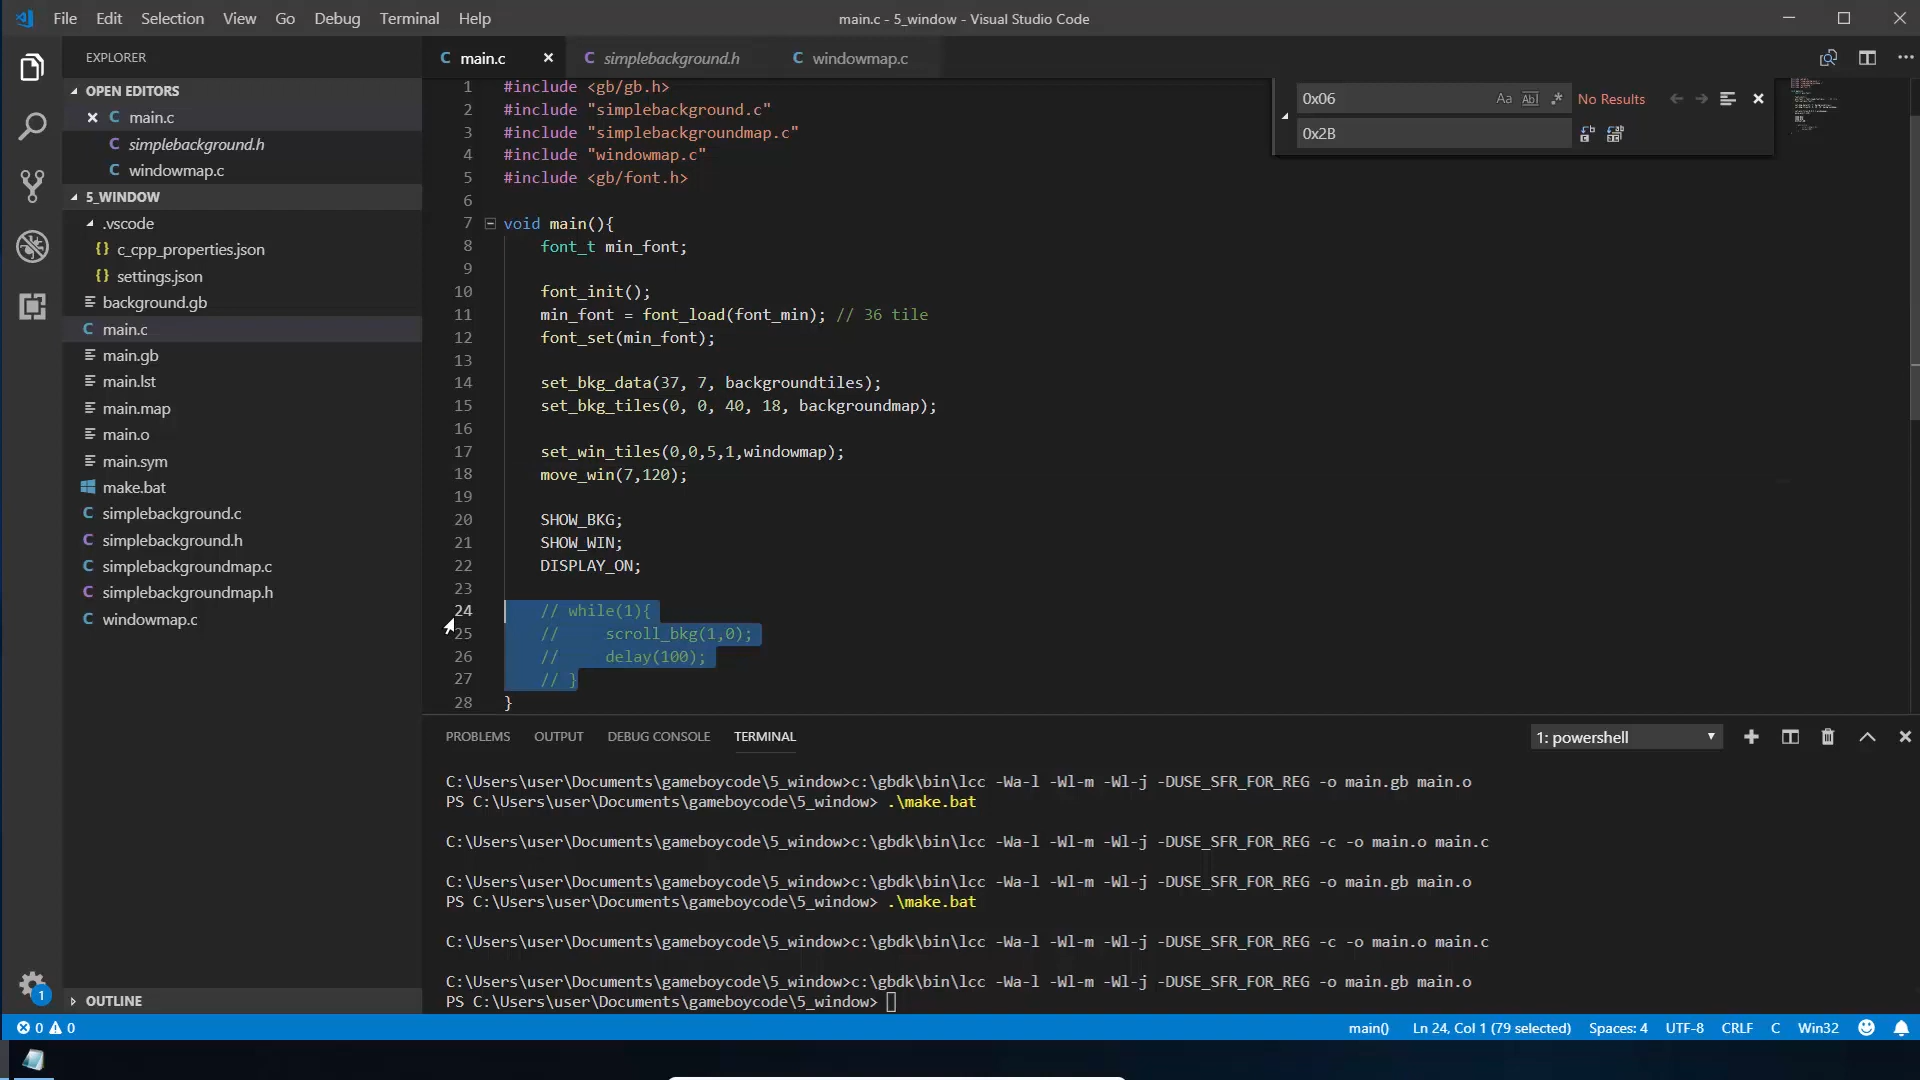 File Edit Selection View Go Debug Terminal Help
main.c - 5_window - Visual Studio Code
EXPLORER
OPEN EDITORS
main.c
simplebackground.h
windowmap.c
5_WINDOW
.vscode
{} c_cpp_properties.json
{} settings.json
background.gb
C main.c
main.gb
main.lst
main.map
main.o
main.sym
make.bat
C simplebackground.c
C simplebackground.h
C simplebackgroundmap.c
C simplebackgroundmap.h
C windowmap.c
OUTLINE
C main.c
C simplebackground.h
C windowmap.c
0x06
Aa Abl .* No Results
0x2B
1 #include <gb/gb.h>
2 #include "simplebackground.c"
3 #include "simplebackgroundmap.c"
4 #include "windowmap.c"
5 #include <gb/font.h>
6
7 void main(){
8 font_t min_font;
9
10 font_init();
11 min_font = font_load(font_min); // 36 tile
12 font_set(min_font);
13
14 set_bkg_data(37, 7, backgroundtiles);
15 set_bkg_tiles(0, 0, 40, 18, backgroundmap);
16
17 set_win_tiles(0,0,5,1,windowmap);
18 move_win(7,120);
19
20 SHOW_BKG;
21 SHOW_WIN;
22 DISPLAY_ON;
23
24 // while(1){
25 // scroll_bkg(1,0);
26 // delay(100);
27 // }
28 }
PROBLEMS OUTPUT DEBUG CONSOLE TERMINAL
1: powershell
C:\Users\user\Documents\gameboycode\5_window>c:\gbdk\bin\lcc -Wa-l -Wl-m -Wl-j -DUSE_SFR_FOR_REG -o main.gb main.o
PS C:\Users\user\Documents\gameboycode\5_window> .\make.bat
C:\Users\user\Documents\gameboycode\5_window>c:\gbdk\bin\lcc -Wa-l -Wl-m -Wl-j -DUSE_SFR_FOR_REG -c -o main.o main.c
C:\Users\user\Documents\gameboycode\5_window>c:\gbdk\bin\lcc -Wa-l -Wl-m -Wl-j -DUSE_SFR_FOR_REG -o main.gb main.o
PS C:\Users\user\Documents\gameboycode\5_window> .\make.bat
C:\Users\user\Documents\gameboycode\5_window>c:\gbdk\bin\lcc -Wa-l -Wl-m -Wl-j -DUSE_SFR_FOR_REG -c -o main.o main.c
C:\Users\user\Documents\gameboycode\5_window>c:\gbdk\bin\lcc -Wa-l -Wl-m -Wl-j -DUSE_SFR_FOR_REG -o main.gb main.o
PS C:\Users\user\Documents\gameboycode\5_window>
1
0 0
main() Ln 24, Col 1 (79 selected) Spaces: 4 UTF-8 CRLF C Win32